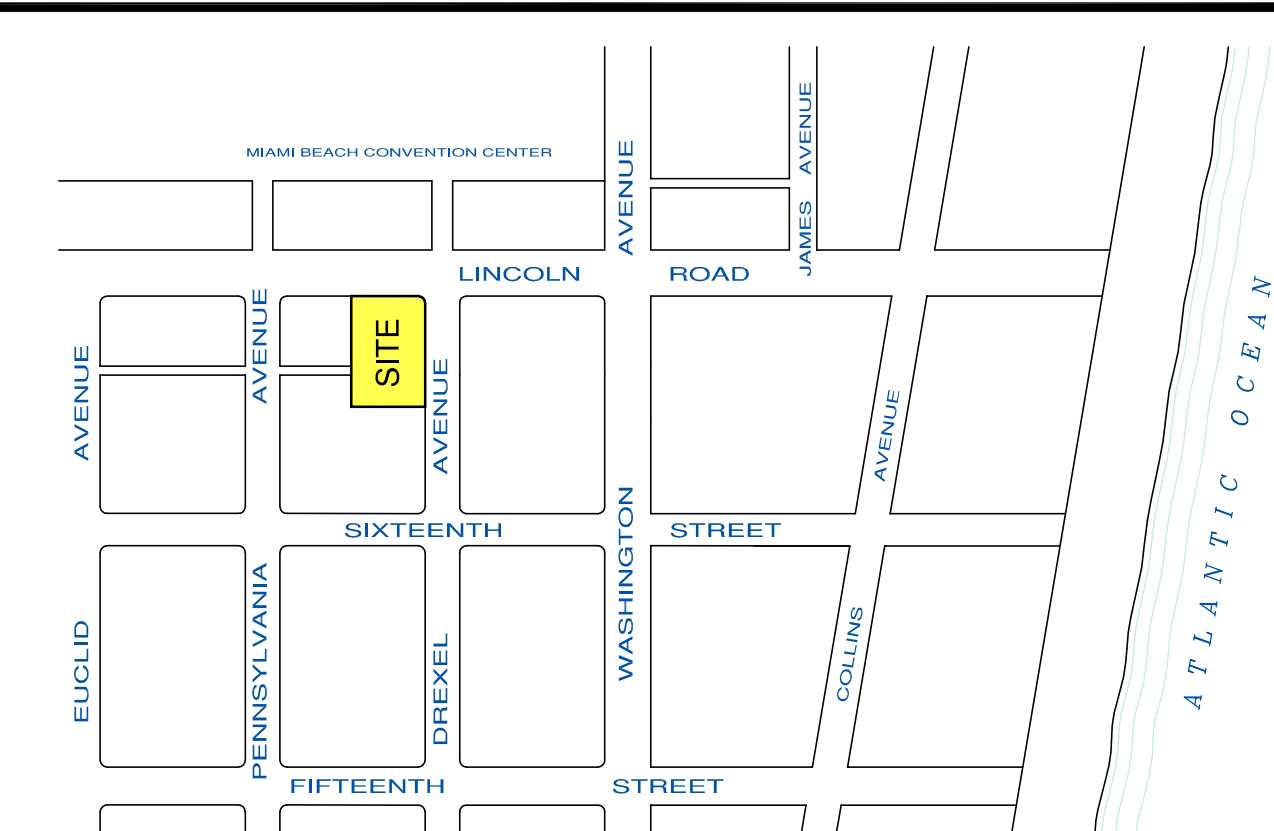 MIAMI BEACH CONVENTION CENTER
LINCOLN ROAD
JAMES AVENUE
SITE
SIXTEENTH STREET
FIFTEENTH STREET
EUCLID AVENUE
PENNSYLVANIA AVENUE
DREXEL AVENUE
WASHINGTON AVENUE
COLLINS AVENUE
ATLANTIC OCEAN